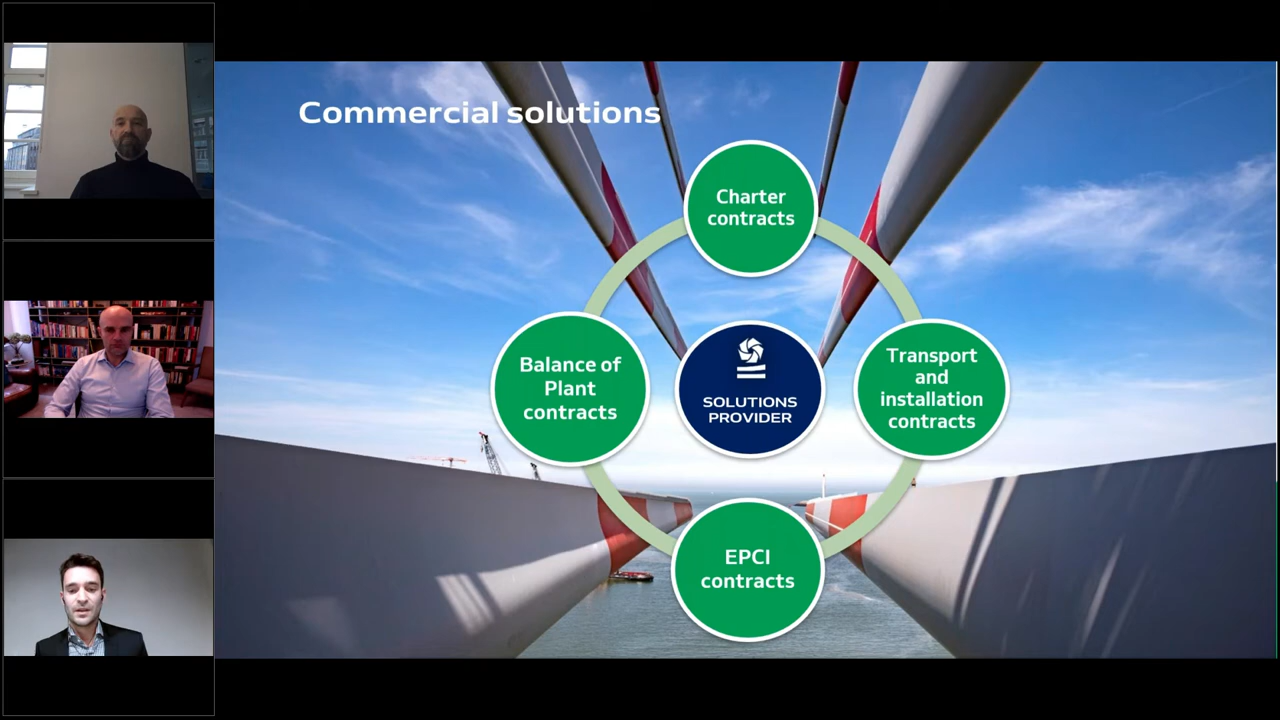 Commercial solutions
Charter
contracts
Balance of
Plant
contracts
SOLUTIONS
PROVIDER
Transport
and
installation
contracts
EPCI
contracts